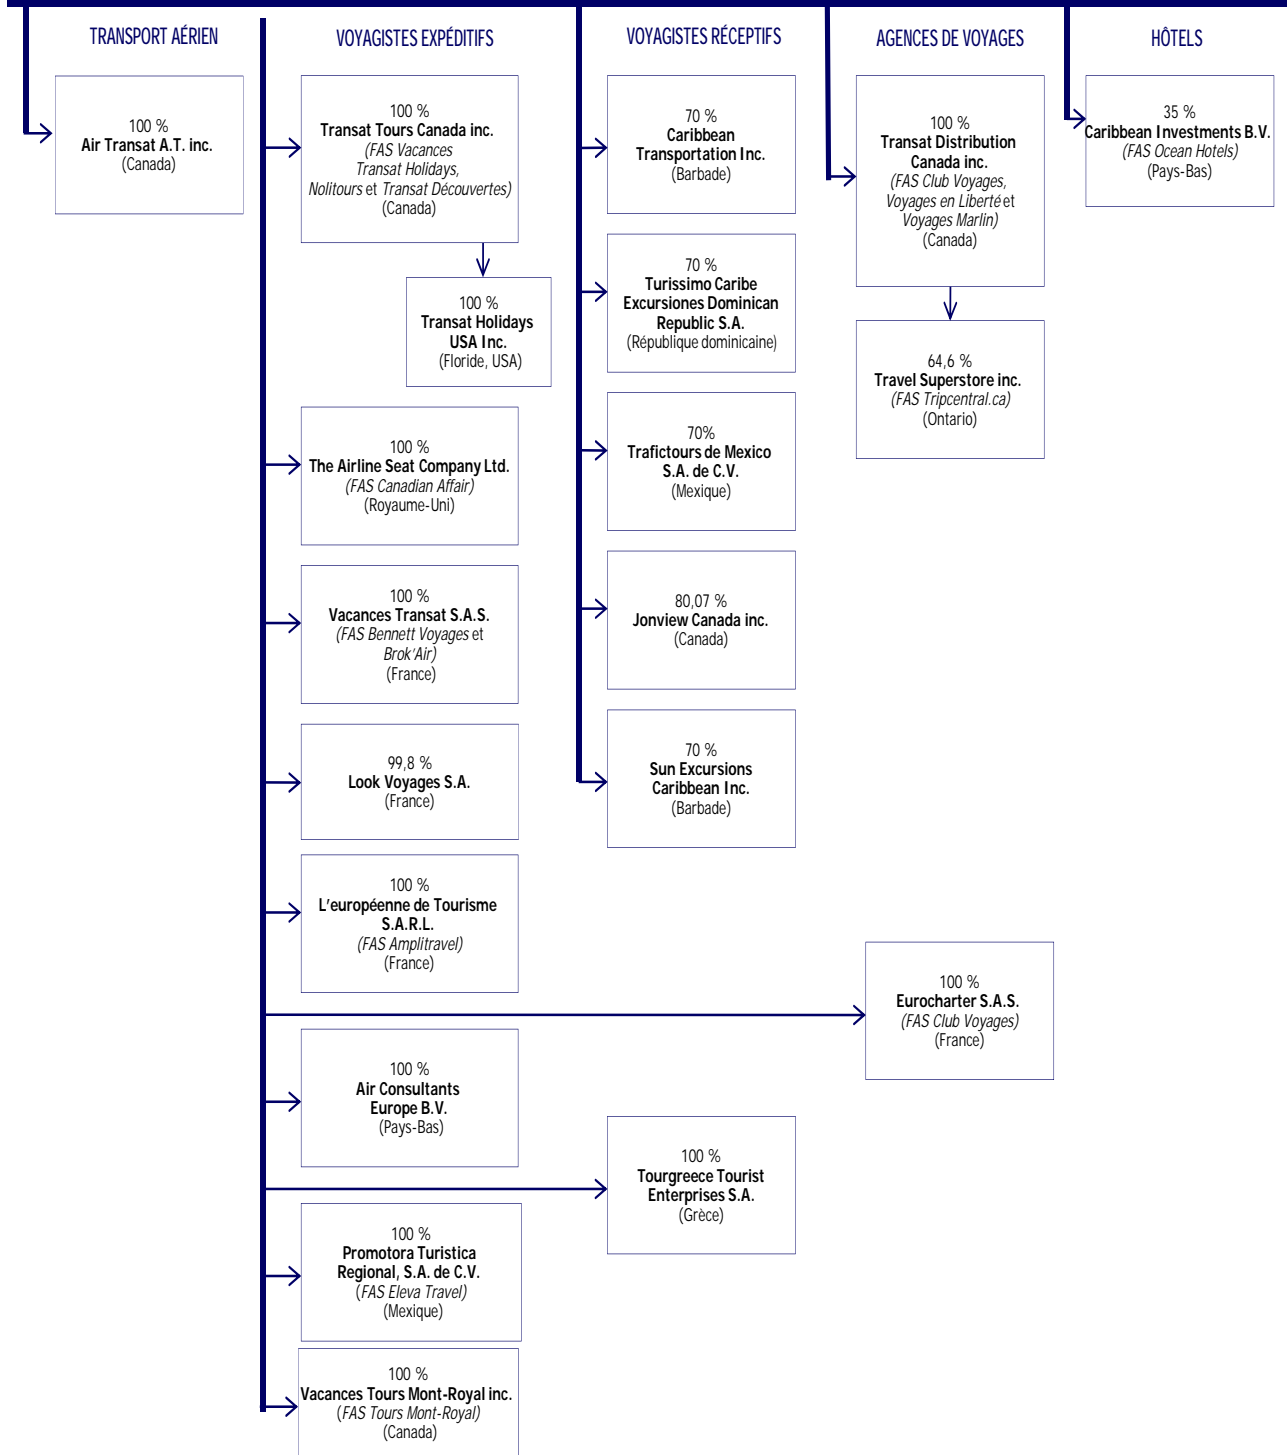 TRANSPORT AÉRIEN
VOYAGISTES EXPÉDITIFS
VOYAGISTES RÉCEPTIFS
AGENCES DE VOYAGES
HÔTELS
100 %
Air Transat A.T. inc.
(Canada)
100 %
Transat Tours Canada inc.
(FAS Vacances
Transat Holidays,
Nolitours et Transat Découvertes)
(Canada)
100 %
Transat Holidays
USA Inc.
(Floride, USA)
100 %
The Airline Seat Company Ltd.
(FAS Canadian Affair)
(Royaume-Uni)
100 %
Vacances Transat S.A.S.
(FAS Bennett Voyages et
Brok'Air)
(France)
99,8 %
Look Voyages S.A.
(France)
100 %
L'européenne de Tourisme
S.A.R.L.
(FAS Amplitravel)
(France)
100 %
Air Consultants
Europe B.V.
(Pays-Bas)
100 %
Promotora Turistica
Regional, S.A. de C.V.
(FAS Eleva Travel)
(Mexique)
100 %
Vacances Tours Mont-Royal inc.
(FAS Tours Mont-Royal)
(Canada)
70 %
Caribbean
Transportation Inc.
(Barbade)
70 %
Turissimo Caribe
Excursiones Dominican
Republic S.A.
(République dominicaine)
70%
Trafictours de Mexico
S.A. de C.V.
(Mexique)
80,07 %
Jonview Canada inc.
(Canada)
70 %
Sun Excursions
Caribbean Inc.
(Barbade)
100 %
Tourgreece Tourist
Enterprises S.A.
(Grèce)
100 %
Transat Distribution
Canada inc.
(FAS Club Voyages,
Voyages en Liberté et
Voyages Marlin)
(Canada)
64,6 %
Travel Superstore inc.
(FAS Tripcentral.ca)
(Ontario)
100 %
Eurocharter S.A.S.
(FAS Club Voyages)
(France)
35 %
Caribbean Investments B.V.
(FAS Ocean Hotels)
(Pays-Bas)